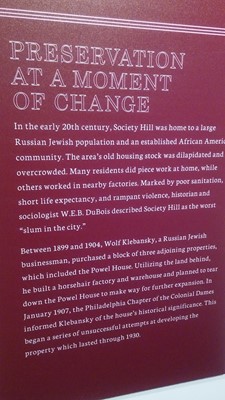 PRESERVATION
AT A MOMENT
OF CHANGE
In the early 20th century, Society Hill was home to a large
Russian Jewish population and an established African Ameri
community. The area's old housing stock was dilapidated and
overcrowded. Many residents did piece work at home, while
others worked in nearby factories. Marked by poor sanitation,
short life expectancy, and rampant violence, historian and
sociologist W.E.B. DuBois described Society Hill as the worst
"slum in the city."
Between 1899 and 1904, Wolf Klebansky, a Russian Jewish
businessman, purchased a block of three adjoining properties,
which included the Powel House. Utilizing the land behind,
he built a horsehair factory and warehouse and planned to tear
down the Powel House to make way for further expansion. In
January 1907, the Philadelphia Chapter of the Colonial Dames
informed Klebansky of the house's historical significance. This
began a series of unsuccessful attempts at developing the
property which lasted through 1930.